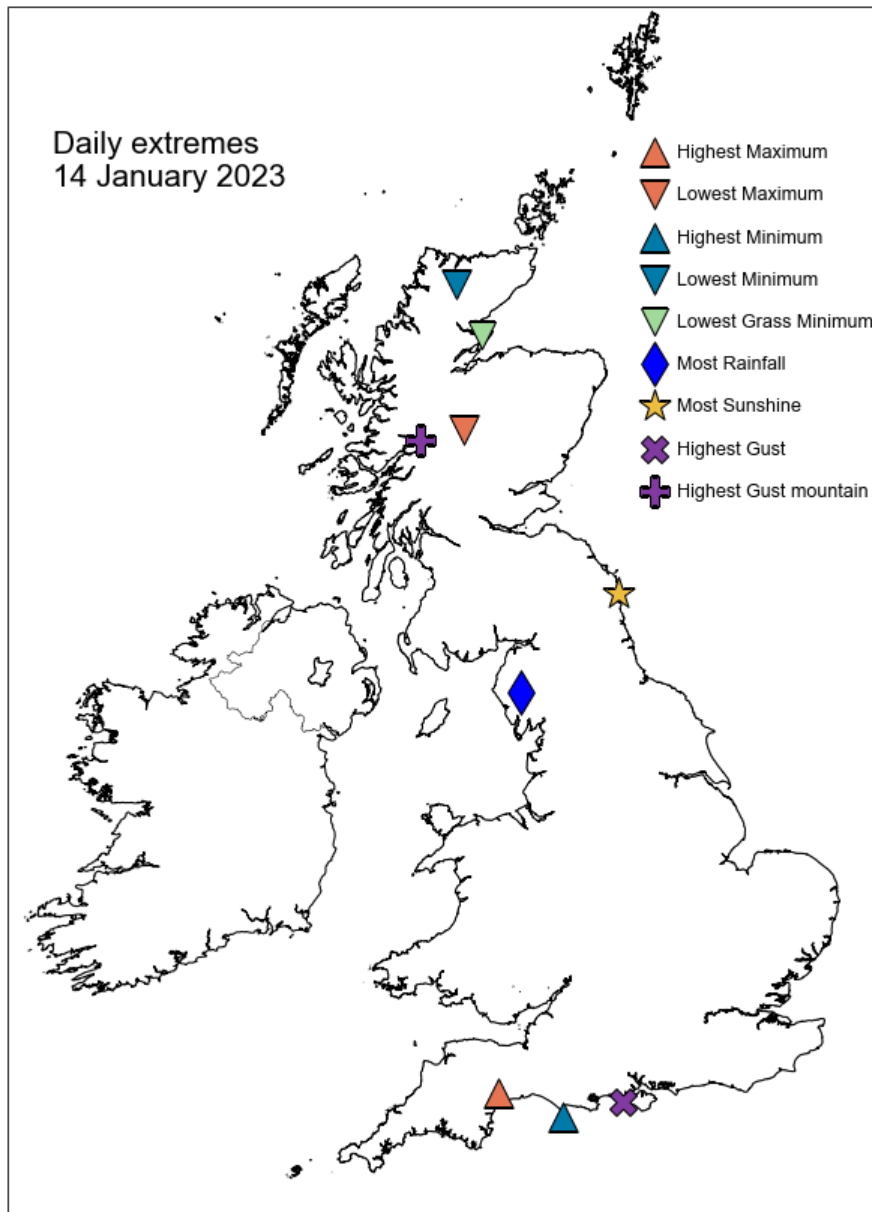 Daily extremes
14 January 2023
Highest Maximum
Lowest Maximum
Highest Minimum
Lowest Minimum
Lowest Grass Minimum
Most Rainfall
Most Sunshine
Highest Gust
Highest Gust mountain